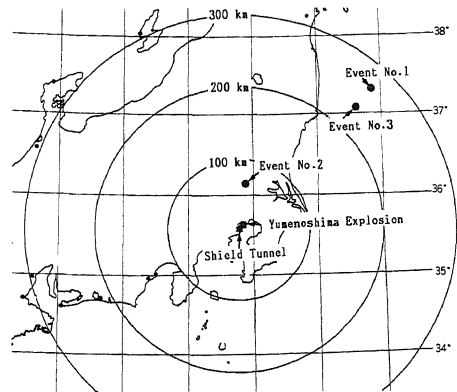 300 km
38°
Event No.1
200 km
37°
Event No.3
100 km
Event No.2
36°
Yumenoshima Explosion
Shield Tunnel
35°
34°